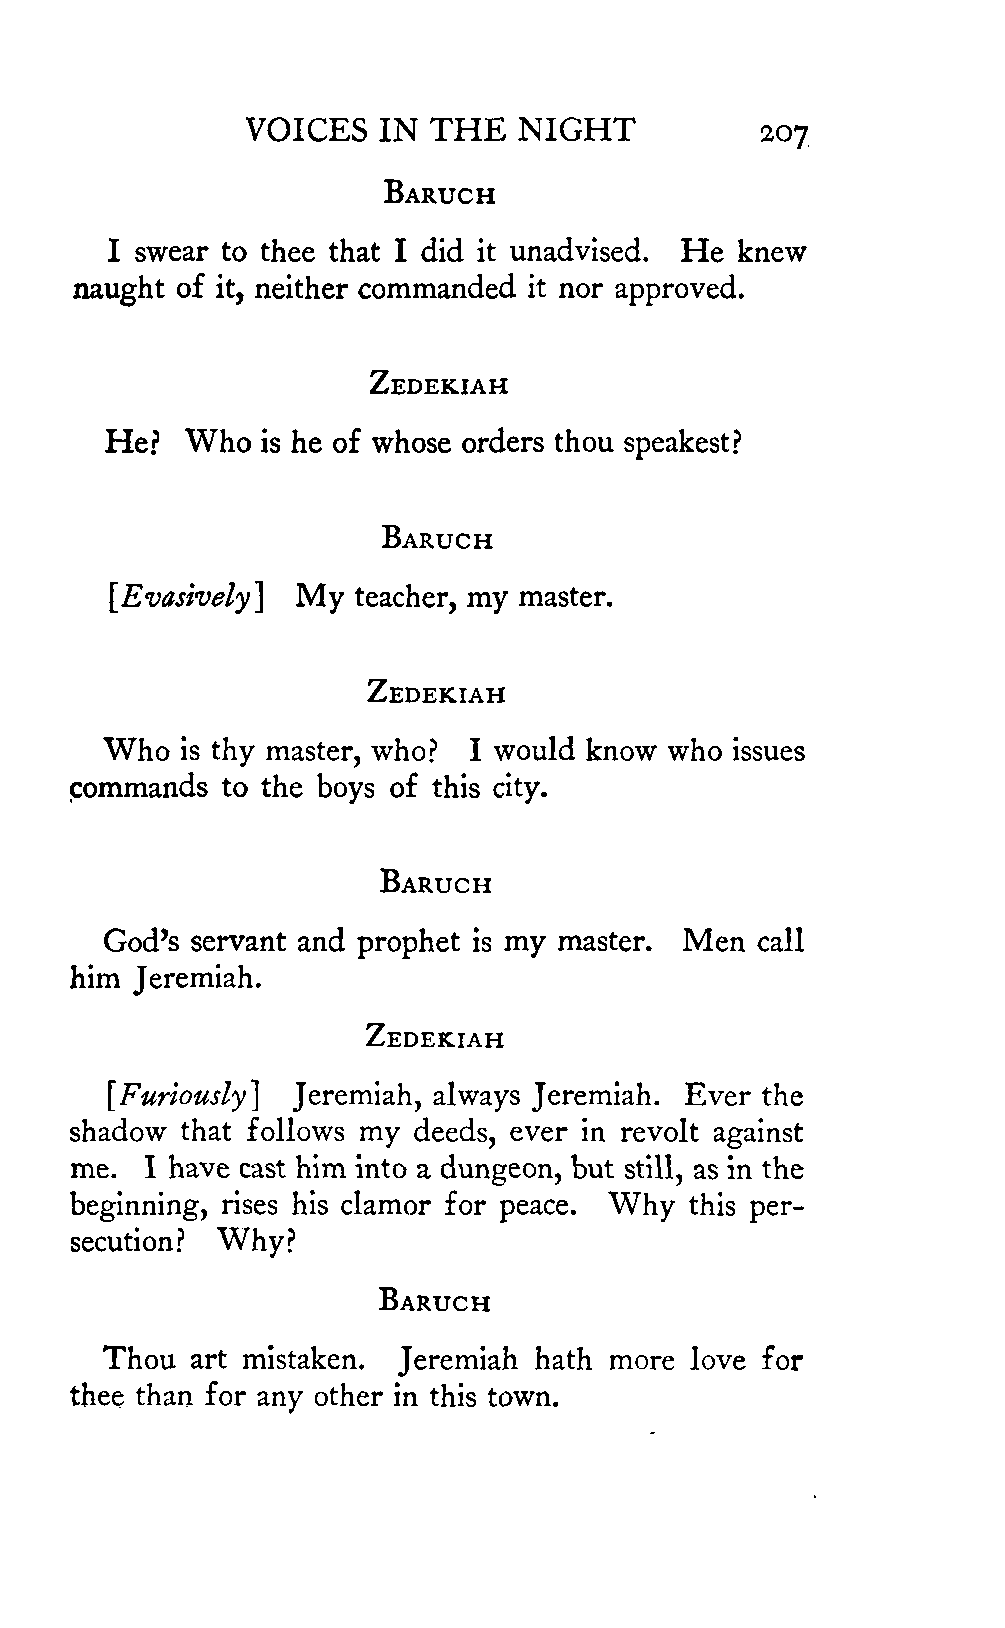 VOICES IN THE NIGHT 207
BARUCH
I swear to thee that I did it unadvised. He knew
naught of it, neither commanded it nor approved.
ZEDEKIAH
He? Who is he of whose orders thou speakest?
BARUCH
[Evasively] My teacher, my master.
ZEDEKIAH
Who is thy master, who? I would know who issues
commands to the boys of this city.
BARUCH
God's servant and prophet is my master. Men call
him Jeremiah.
ZEDEKIAH
[Furiously] Jeremiah, always Jeremiah. Ever the
shadow that follows my deeds, ever in revolt against
me. I have cast him into a dungeon, but still, as in the
beginning, rises his clamor for peace. Why this per-
secution? Why?
BARUCH
Thou art mistaken. Jeremiah hath more love for
thee than for any other in this town.